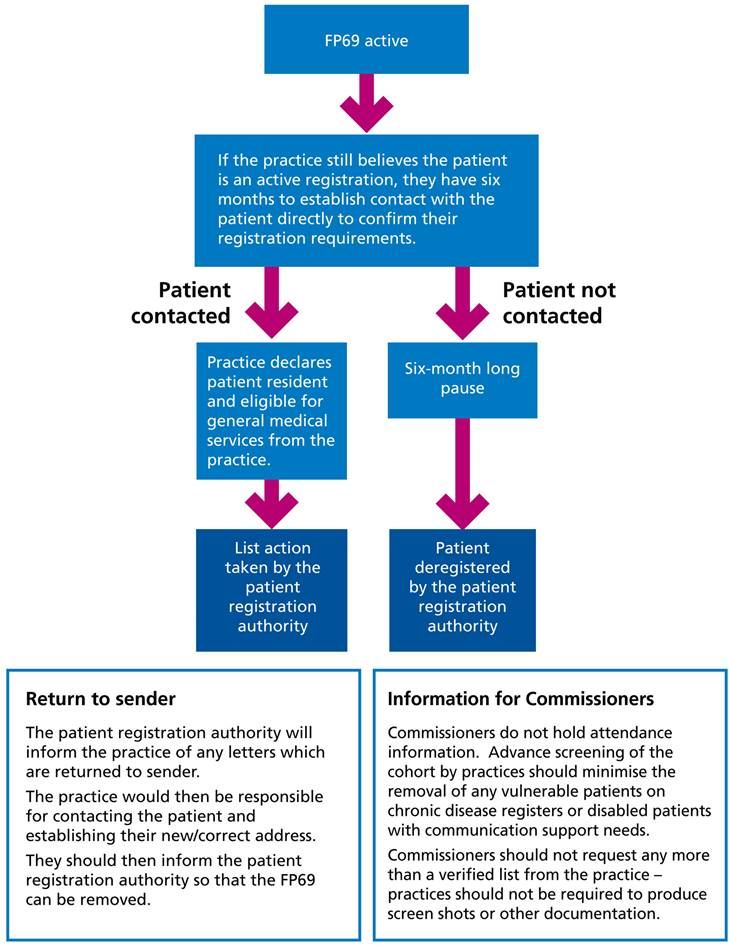 FP69 active
If the practice still believes the patient
is an active registration, they have six
months to establish contact with the
patient directly to confirm their
registration requirements.
Patient
contacted
Patient not
contacted
Practice declares
patient resident
and eligible for
general medical
services from the
practice.
Six-month long
pause
List action
taken by the
patient
registration
authority
Patient
deregistered
by the patient
registration
authority
Return to sender
The patient registration authority will
inform the practice of any letters which
are returned to sender.
The practice would then be responsible
for contacting the patient and
establishing their new/correct address.
They should then inform the patient
registration authority so that the FP69
can be removed.
Information for Commissioners
Commissioners do not hold attendance
information.  Advance screening of the
cohort by practices should minimise the
removal of any vulnerable patients on
chronic disease registers or disabled patients
with communication support needs.
Commissioners should not request any more
than a verified list from the practice –
practices should not be required to produce
screen shots or other documentation.